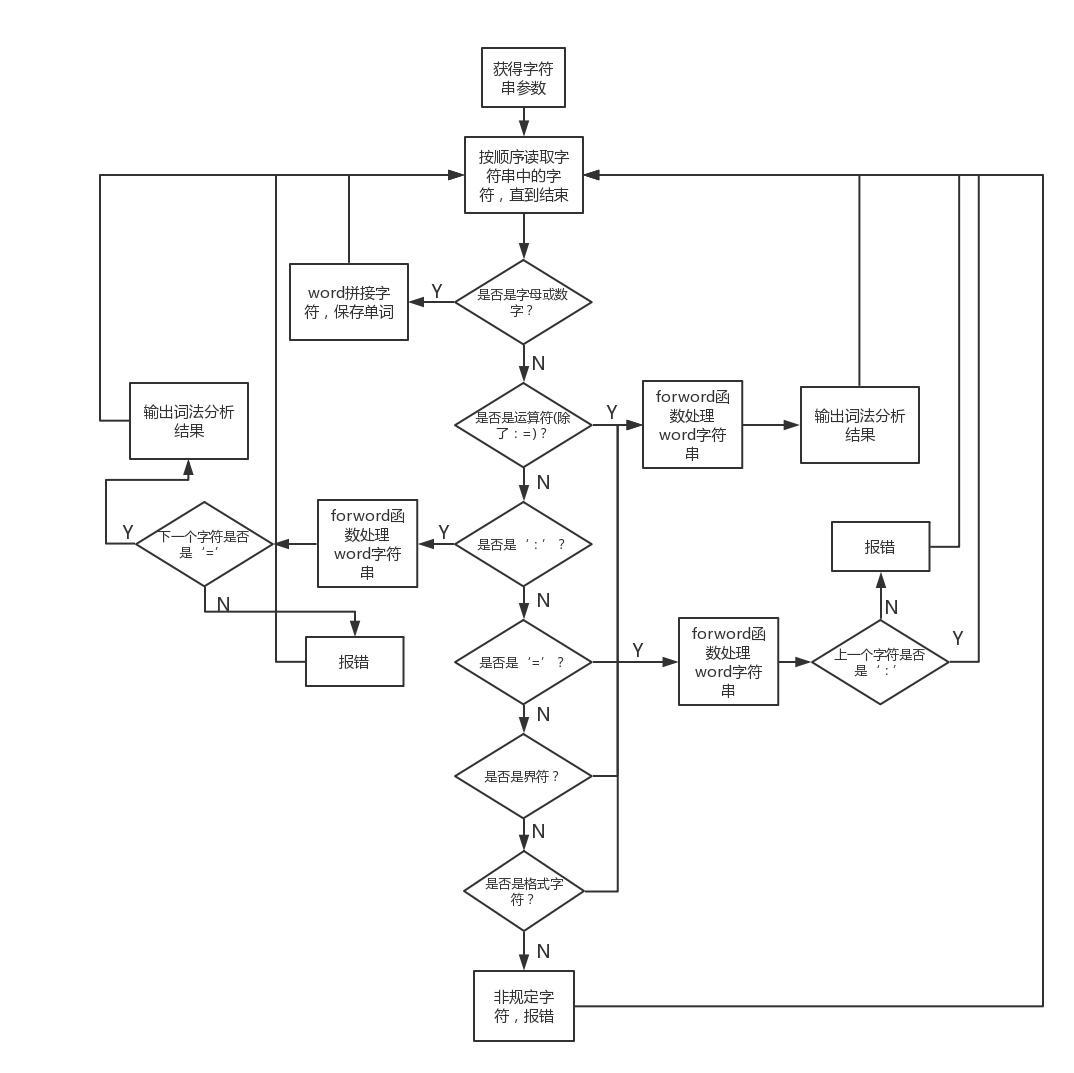 获得字符
串参数
按顺序读取字
符串中的字
符，直到结束
是否是字母或数
字？
Y
word拼接字
符，保存单词
N
是否是运算符(除
了：=)？
Y
forword函
数处理
word字符
串
输出词法分析
结果
输出词法分析
结果
N
是否是‘：’？
Y
forword函
数处理
word字符
串
下一个字符是否
是‘=’
Y
N
报错
N
是否是‘=’？
Y
forword函
数处理
word字符
串
上一个字符是否
是‘：’
Y
N
报错
N
是否是界符？
N
是否是格式字
符？
N
非规定字
符，报错